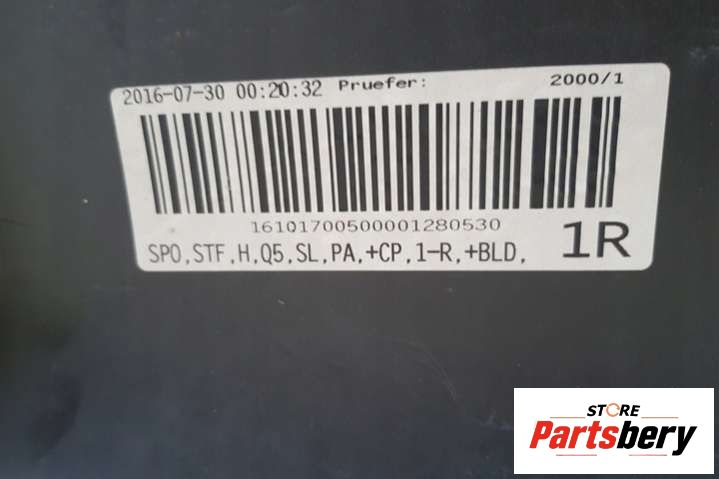 2016-07-30 00:20:32 Pruefer: 2000/1
16101700500001280530
SPO,STF,H,Q5,SL,PA,+CP,1-R,+BLD, 1R
STORE
Partsbery